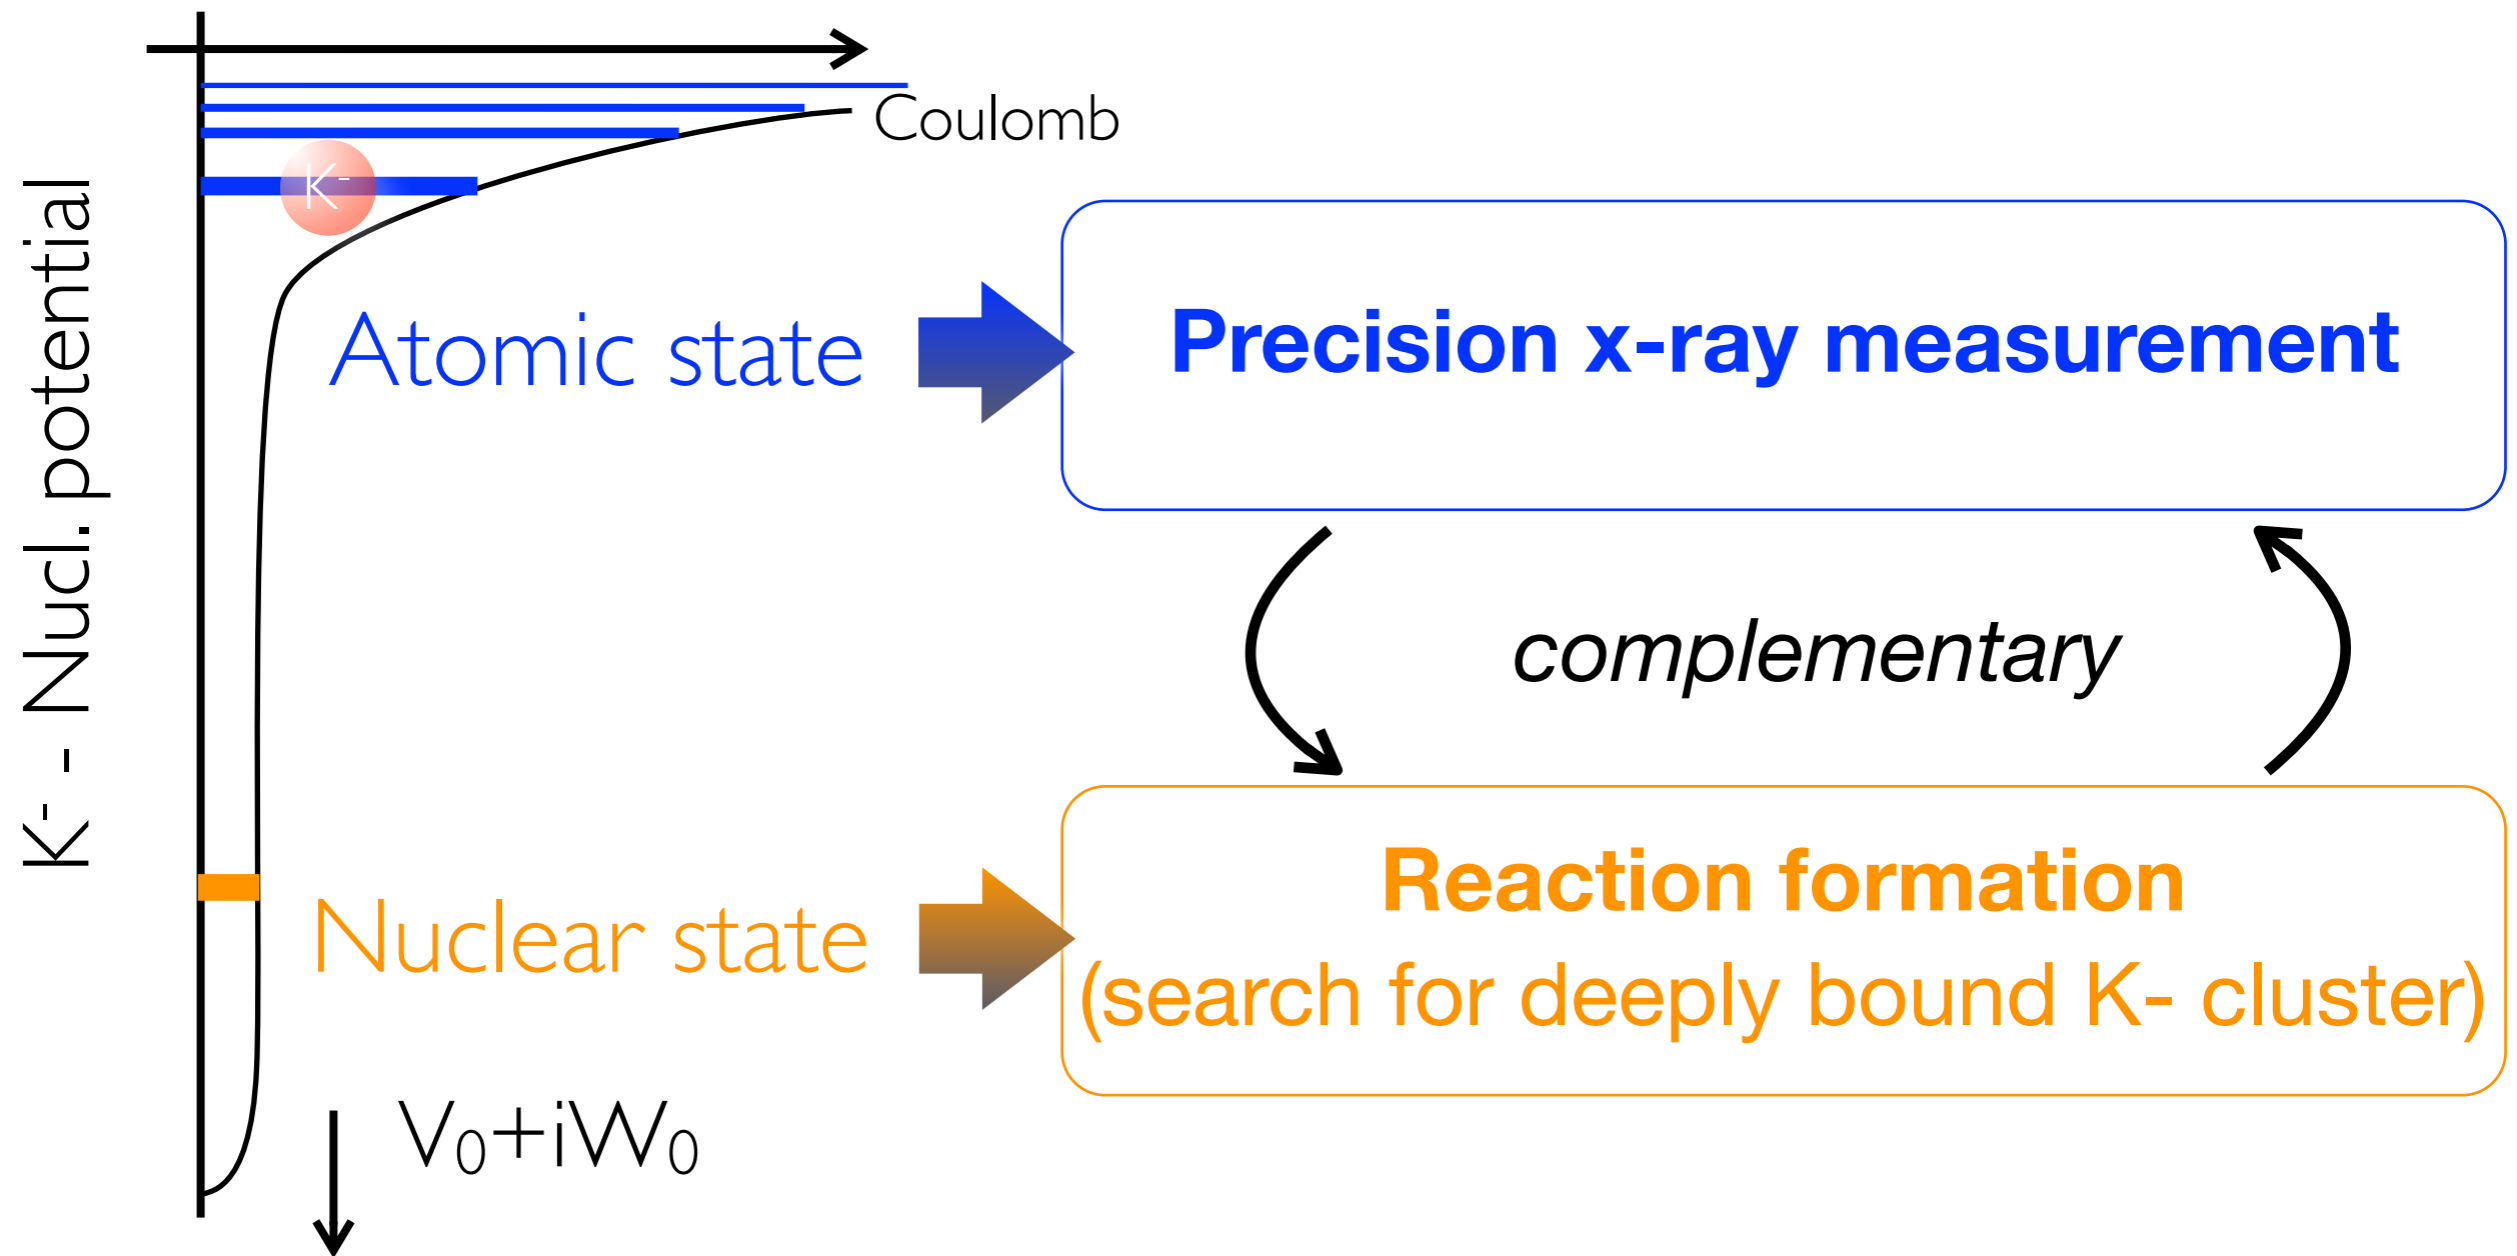 K⁻ - Nucl. potential
Coulomb
K⁻
Atomic state
Precision x-ray measurement
complementary
Nuclear state
Reaction formation
(search for deeply bound K- cluster)
V₀+iW₀